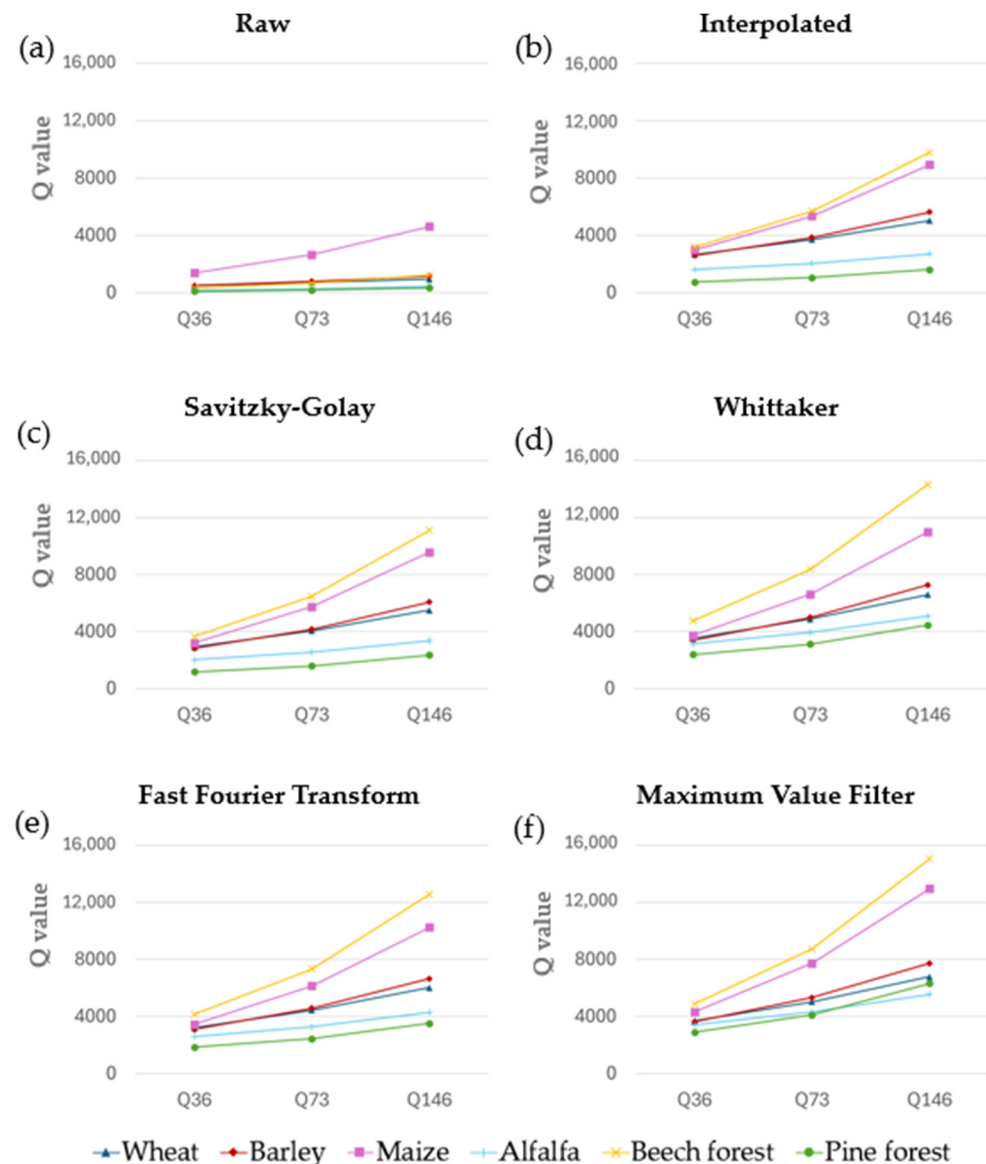 Raw
(a)
16,000
12,000
8000
4000
0
Q value
Q36 Q73 Q146
Interpolated
(b)
16,000
12,000
8000
4000
0
Q value
Q36 Q73 Q146
Savitzky-Golay
(c)
16,000
12,000
8000
4000
0
Q value
Q36 Q73 Q146
Whittaker
(d)
16,000
12,000
8000
4000
0
Q value
Q36 Q73 Q146
Fast Fourier Transform
(e)
16,000
12,000
8000
4000
0
Q value
Q36 Q73 Q146
Maximum Value Filter
(f)
16,000
12,000
8000
4000
0
Q value
Q36 Q73 Q146
Wheat Barley Maize Alfalfa Beech forest Pine forest